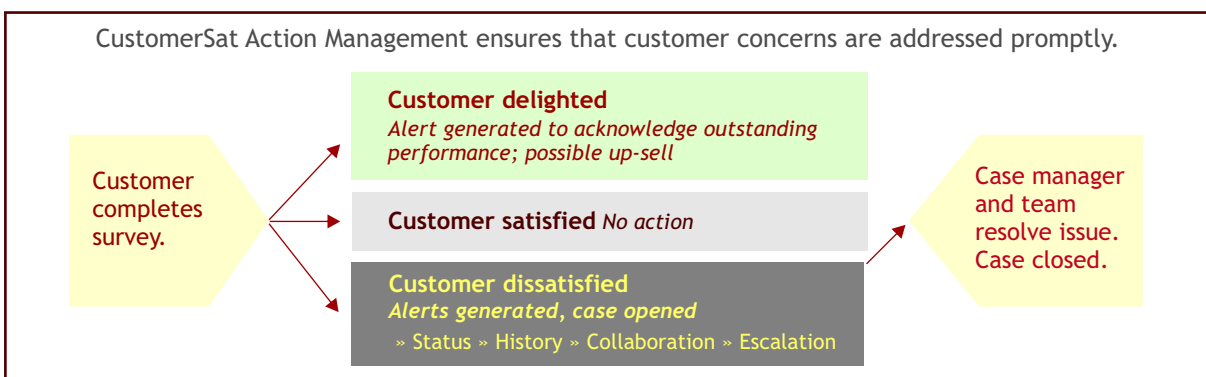 CustomerSat Action Management ensures that customer concerns are addressed promptly.
Customer
completes
survey.
Customer delighted
Alert generated to acknowledge outstanding
performance; possible up-sell
Customer satisfied No action
Customer dissatisfied
Alerts generated, case opened
» Status » History » Collaboration » Escalation
Case manager
and team
resolve issue.
Case closed.